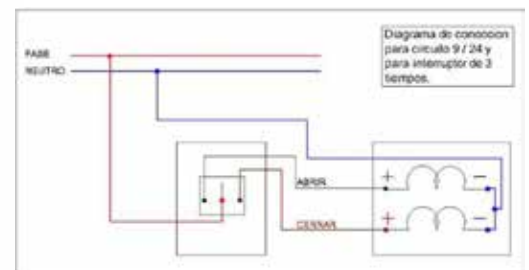 Diagrama de conexion
para circuito 9 / 24 y
para interruptor de 3
tiempos.
FASE
NEUTRO
ABRIR
CERRAR
+
−
+
−